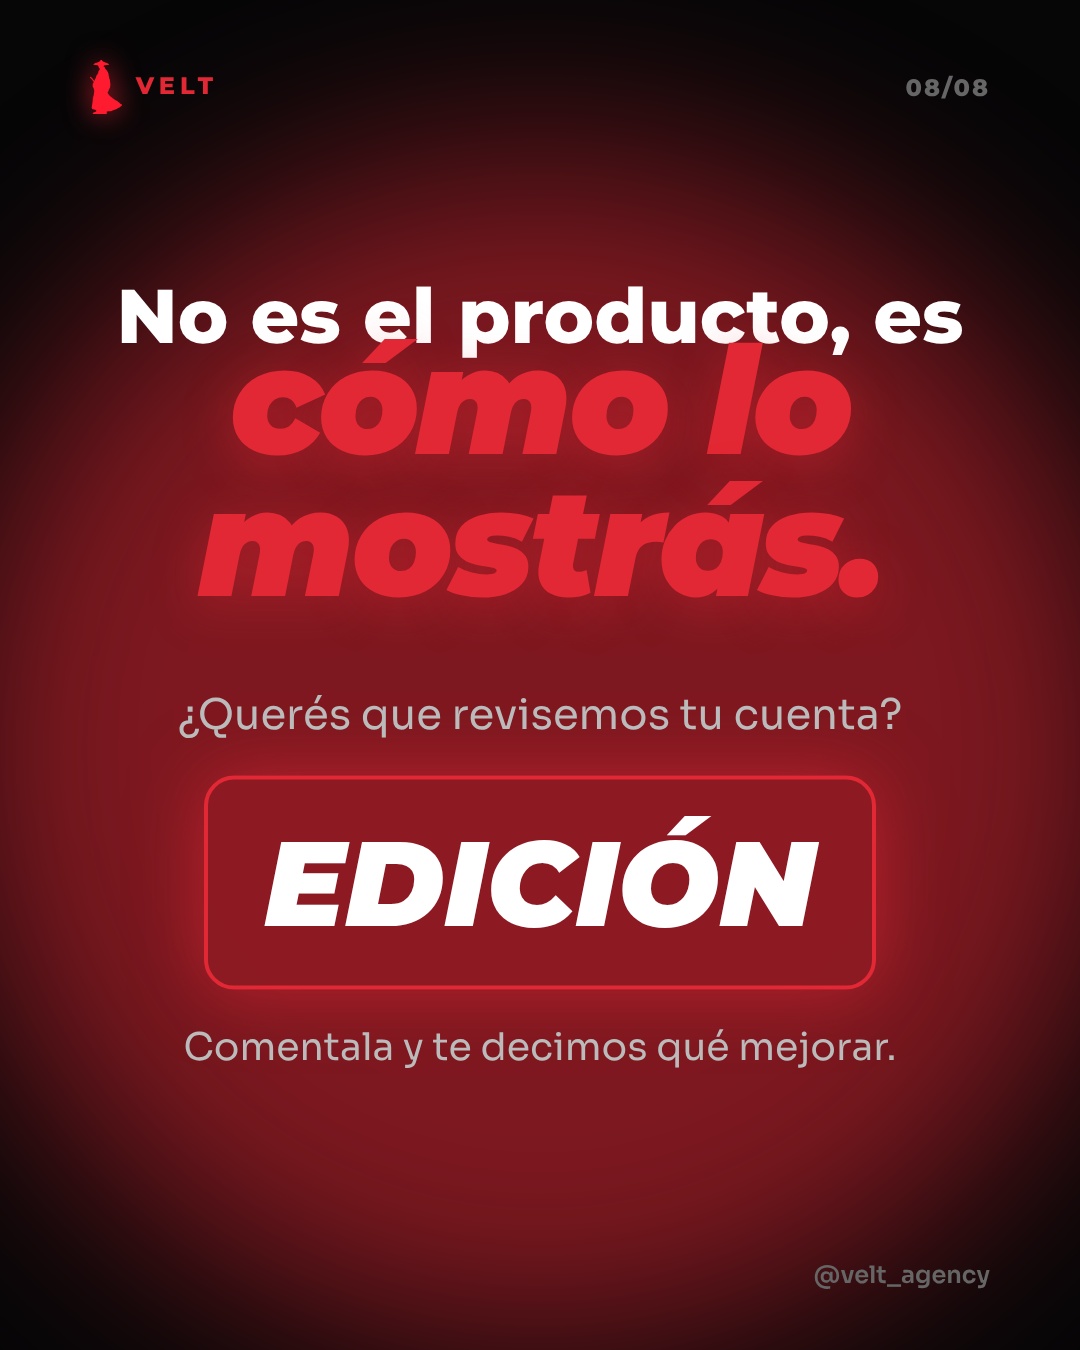 VELT
08/08
No es el producto, es
cómo lo
mostrás.
¿Querés que revisemos tu cuenta?
EDICIÓN
Comentala y te decimos qué mejorar.
@velt_agency